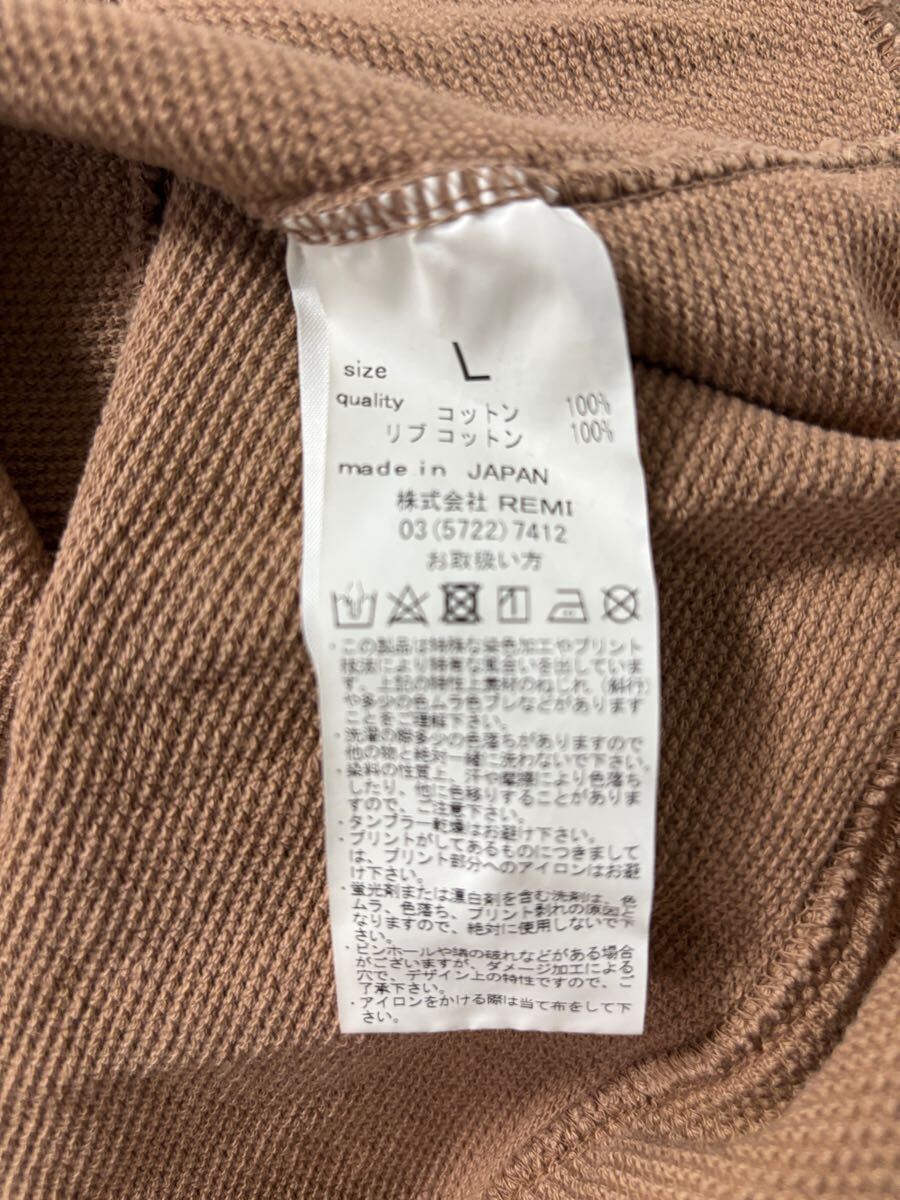 size L
quality コットン 100%
リブ コットン 100%
made in JAPAN
株式会社 REMI
03(5722)7412
お取扱い方
・この製品は特殊な染色加工やプリント
技法により特有な風合いを出していま
す。上記の特性上素材のねじれ（斜行）
や多少の色ムラ色ブレなどがあります
ことをご理解下さい。
・洗濯の際多少の色落ちがありますので
他の物と絶対一緒に洗わないで下さい。
・染料の性質上、汗や摩擦により色落ち
したり、他に色移りすることがありま
すので、ご注意下さい。
・タンブラー乾燥はお避け下さい。
・プリントがしてあるものにつきまして
は、プリント部分へのアイロンはお避
け下さい。
・蛍光剤または漂白剤を含む洗剤は、色
ムラ、色落ち、プリント剥れの原因と
なりますので、絶対に使用しないで下
さい。
・ピンホールや端の破れなどがある場合
がございますが、ダメージ加工による
穴で、デザイン上の特性ですので、ご
了承下さい。
・アイロンをかける際は当て布をして下
さい。